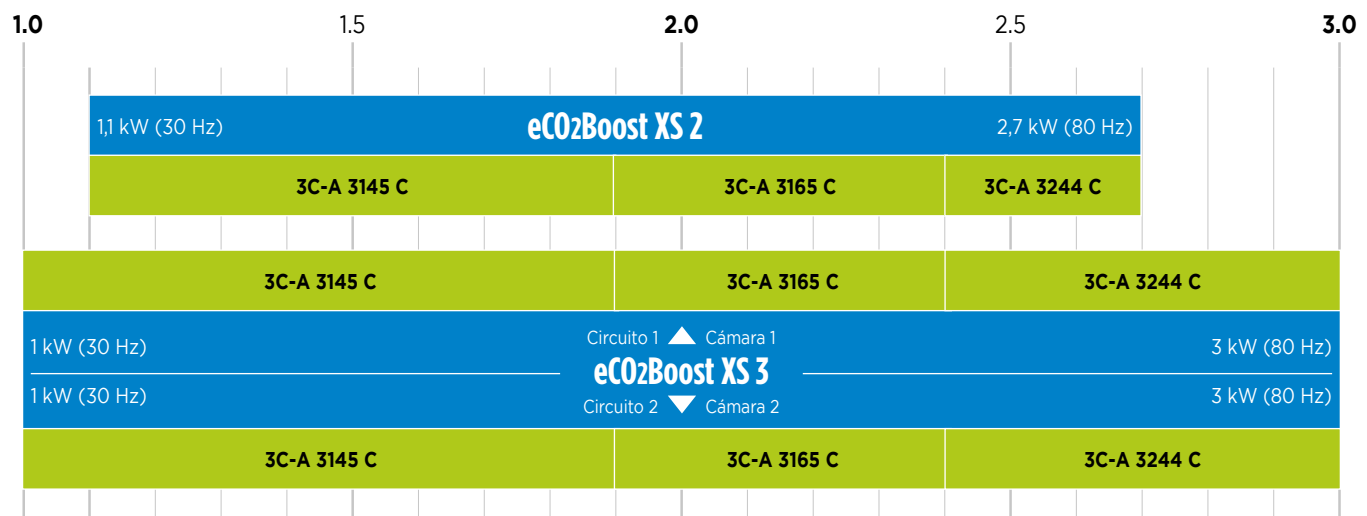 1.0 1.5 2.0 2.5 3.0
1,1 kW (30 Hz) eCO2Boost XS 2 2,7 kW (80 Hz)
3C-A 3145 C 3C-A 3165 C 3C-A 3244 C
3C-A 3145 C 3C-A 3165 C 3C-A 3244 C
Circuito 1 Cámara 1
1 kW (30 Hz) 3 kW (80 Hz)
eCO2Boost XS 3
1 kW (30 Hz) 3 kW (80 Hz)
Circuito 2 Cámara 2
3C-A 3145 C 3C-A 3165 C 3C-A 3244 C